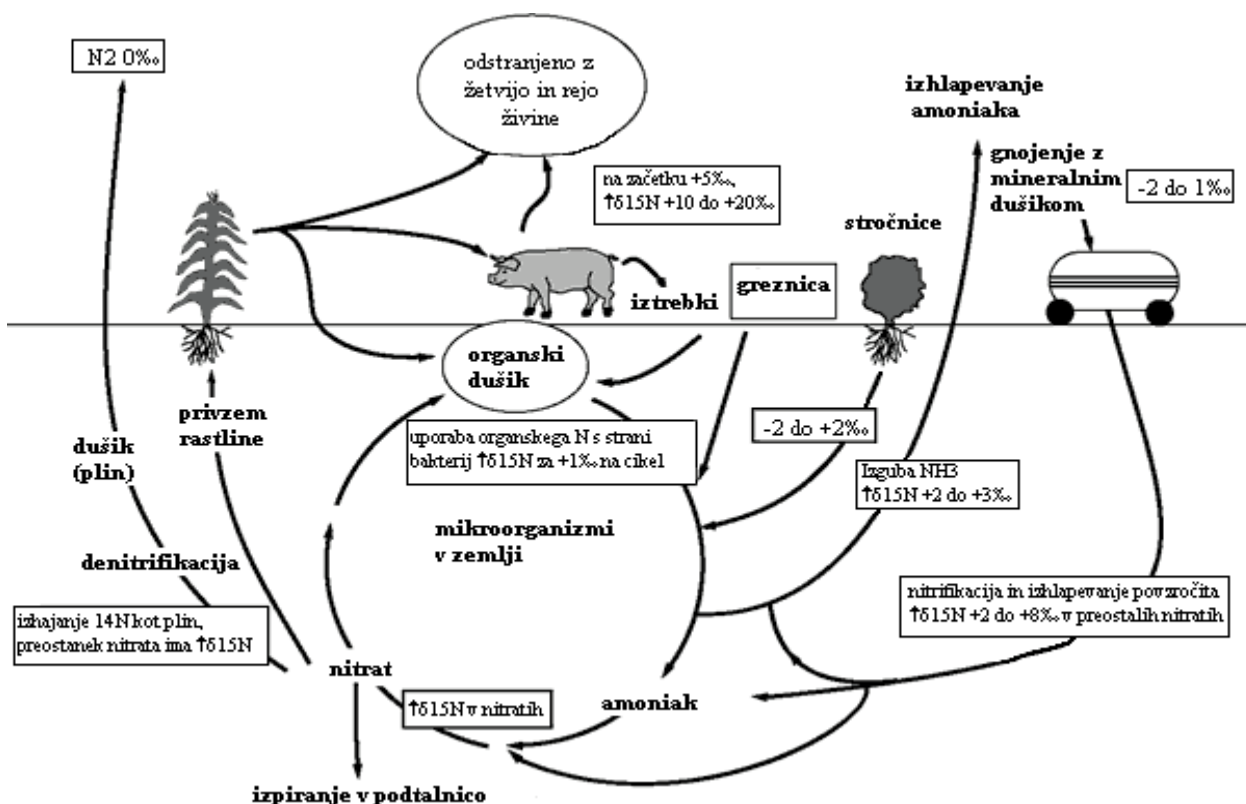 N2 0‰
odstranjeno z
žetvijo in rejo
živine
izhlapevanje
amoniaka
gnojenje z
mineralnim
dušikom
-2 do 1‰
na začetku +5‰,
↑δ15N +10 do +20‰
stročnice
iztrebki
greznica
organski
dušik
privzem
rastline
dušik
(plin)
uporaba organskega N s strani
bakterij ↑δ15N za +1‰ na cikel
-2 do +2‰
Izguba NH3
↑δ15N +2 do +3‰
mikroorganizmi
v zemlji
denitrifikacija
izhajanje 14N kot plin,
preostanek nitrata ima ↑δ15N
nitrifikacija in izhlapevanje povzročita
↑δ15N +2 do +8‰ v preostalih nitratih
nitrat
↑δ15N v nitratih
amoniak
izpiranje v podtalnico